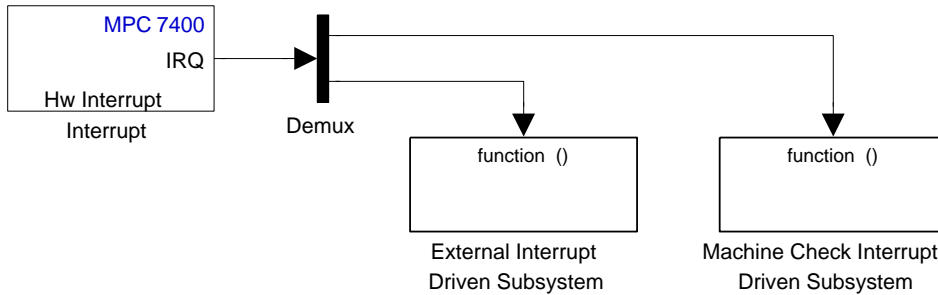 MPC 7400
IRQ
Hw Interrupt
Interrupt
Demux
function ()
External Interrupt
Driven Subsystem
function ()
Machine Check Interrupt
Driven Subsystem